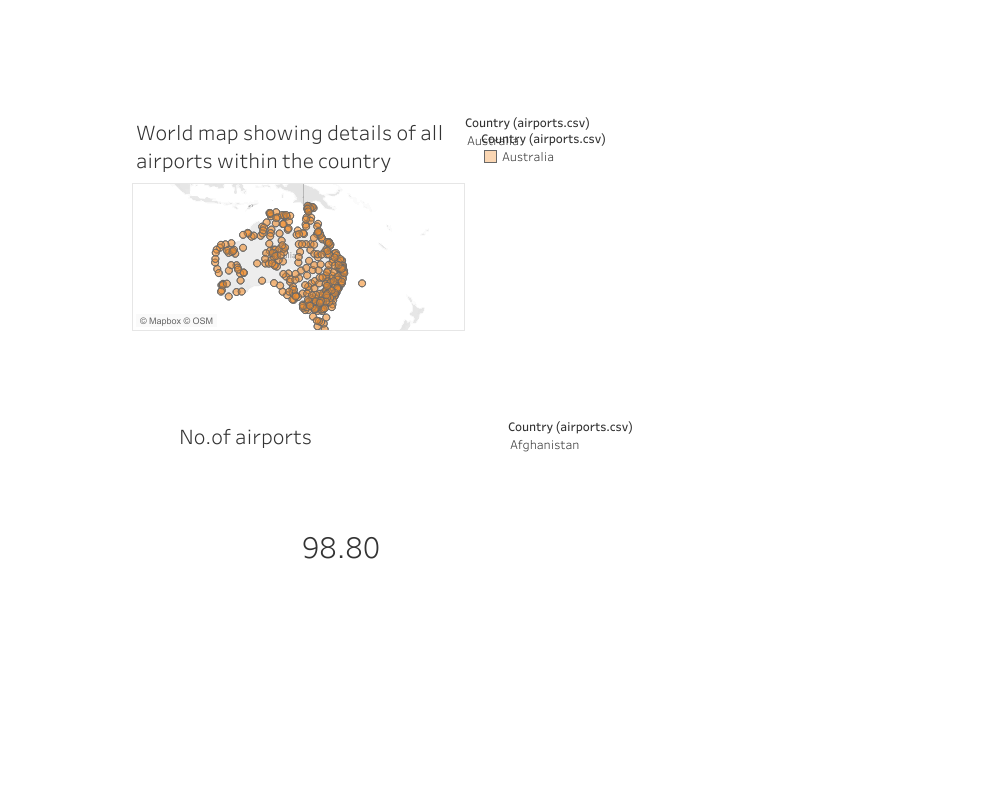 World map showing details of all
airports within the country
Country (airports.csv)
Australia
Country (airports.csv)
Australia
© Mapbox © OSM
No.of airports
Country (airports.csv)
Afghanistan
98.80